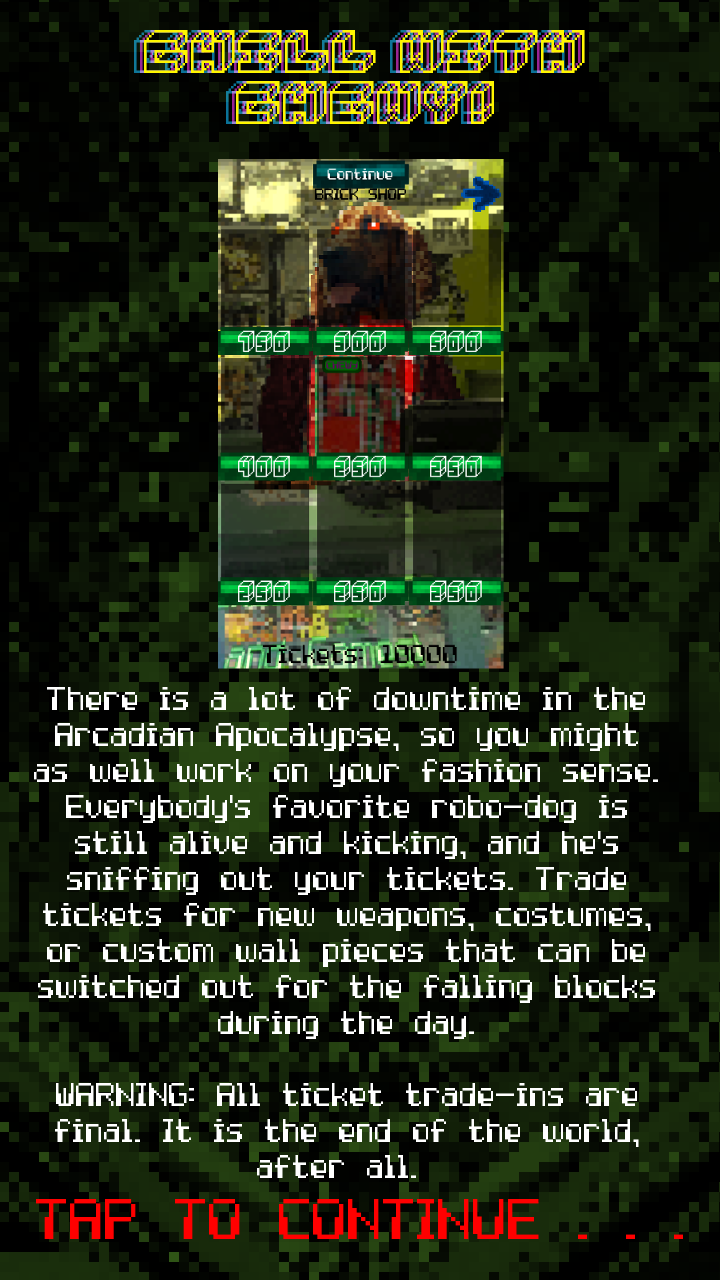 CHILL WITH
CHEWY!
Continue
BRICK SHOP
400
Tickets: 10000
There is a lot of downtime in the
Arcadian Apocalypse, so you might
as well work on your fashion sense.
Everybody's favorite robo-dog is
still alive and kicking, and he's
sniffing out your tickets. Trade
tickets for new weapons, costumes,
or custom wall pieces that can be
switched out for the falling blocks
during the day.
WARNING: All ticket trade-ins are
final. It is the end of the world,
after all.
TAP TO CONTINUE . . .